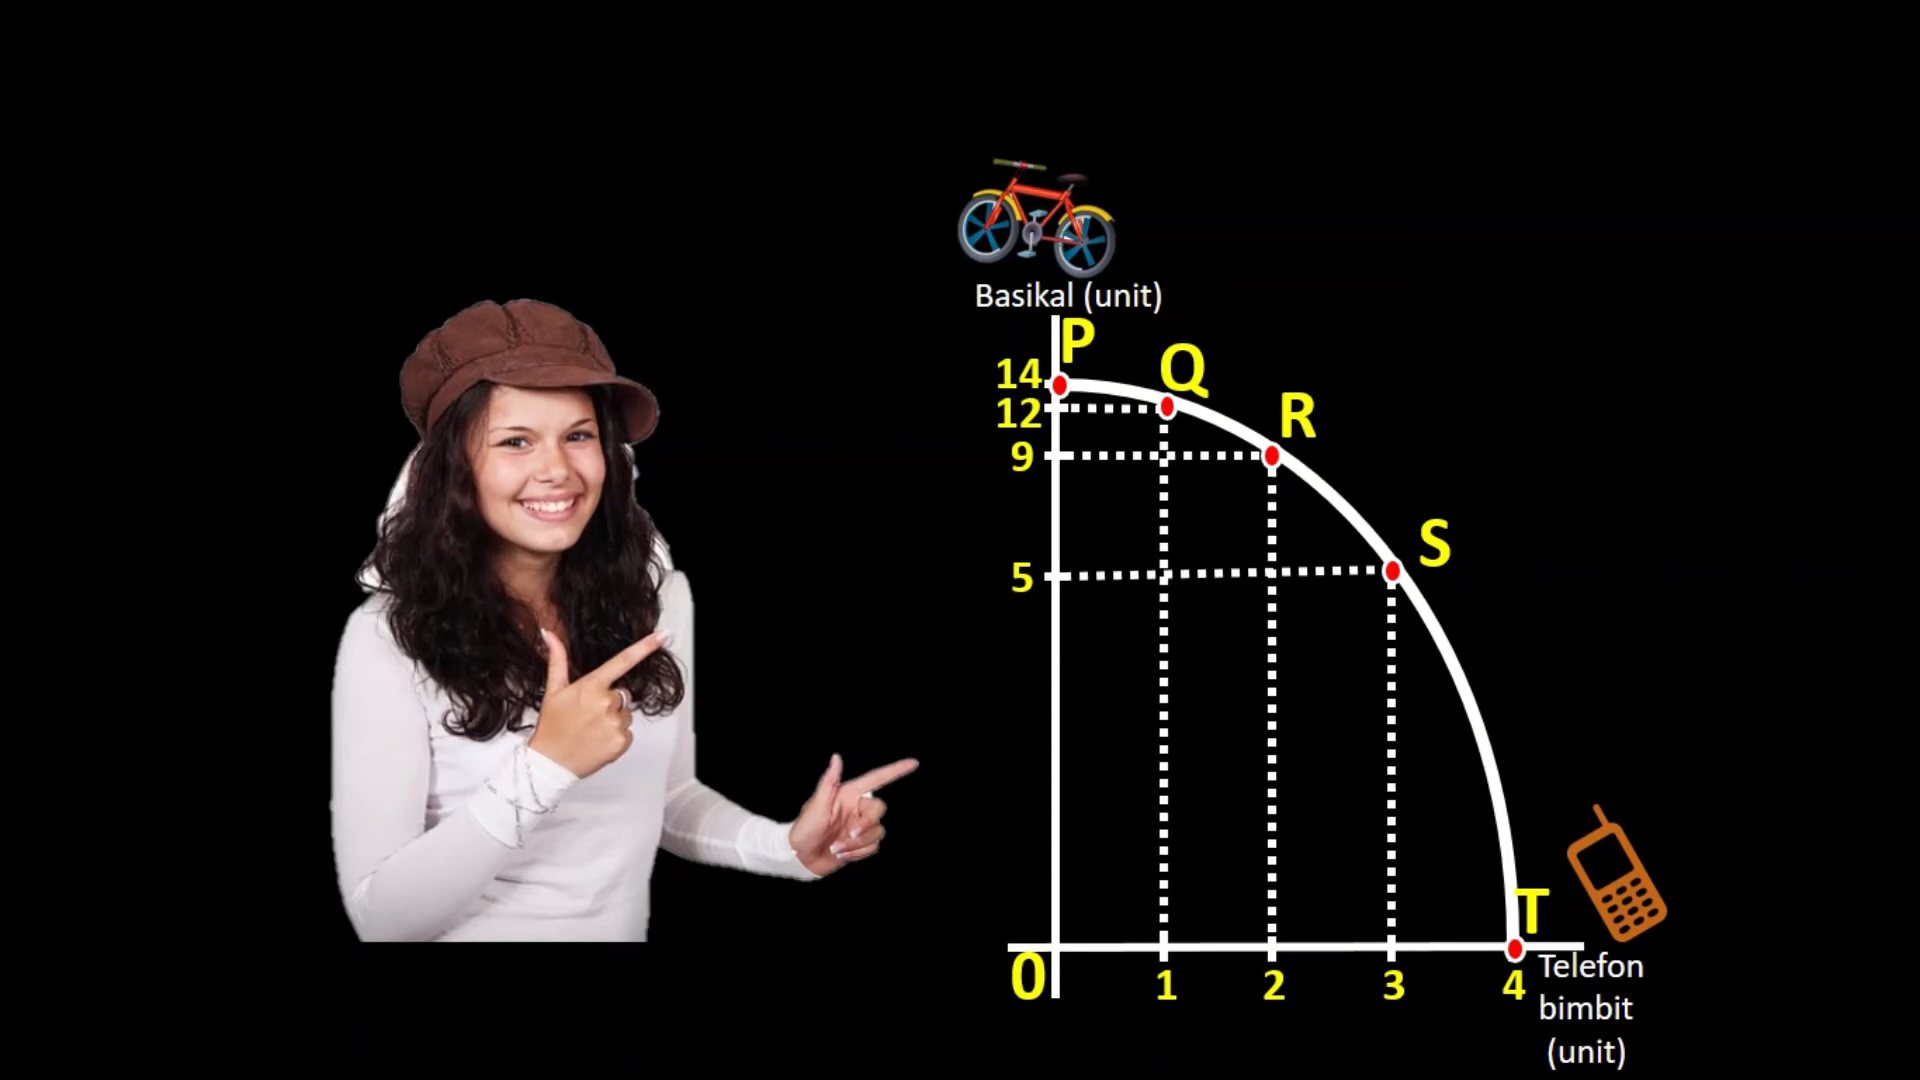 Basikal (unit)
P
Q
14
12
R
9
S
5
T
0
1
2
3
4
Telefon
bimbit
(unit)